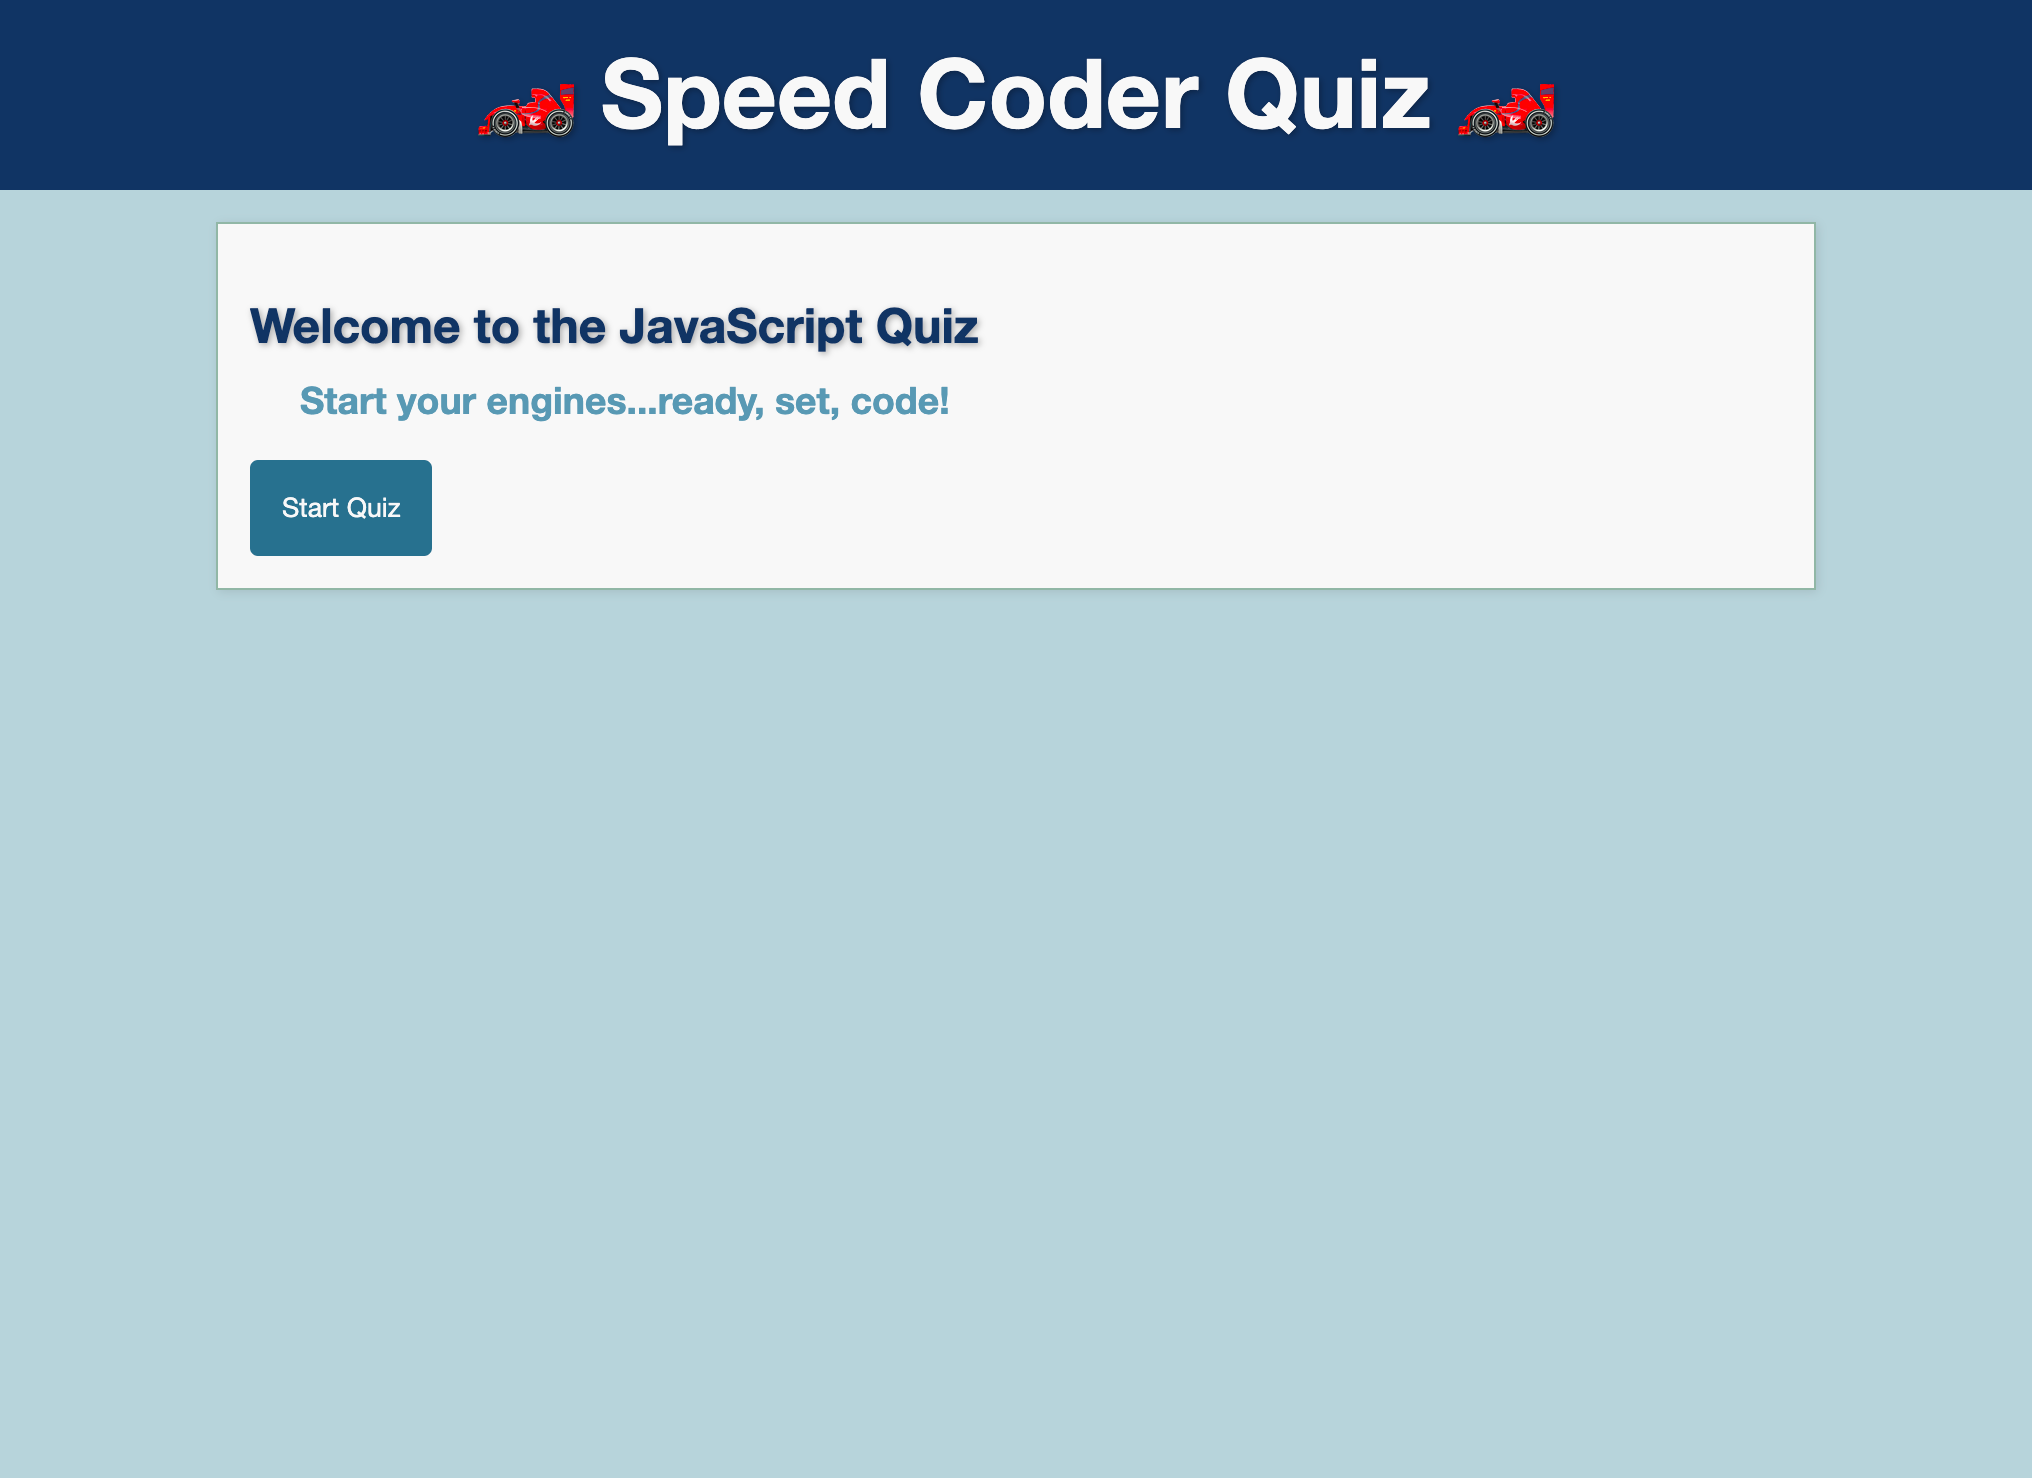 🏎️ Speed Coder Quiz 🏎️
Welcome to the JavaScript Quiz
Start your engines...ready, set, code!
Start Quiz